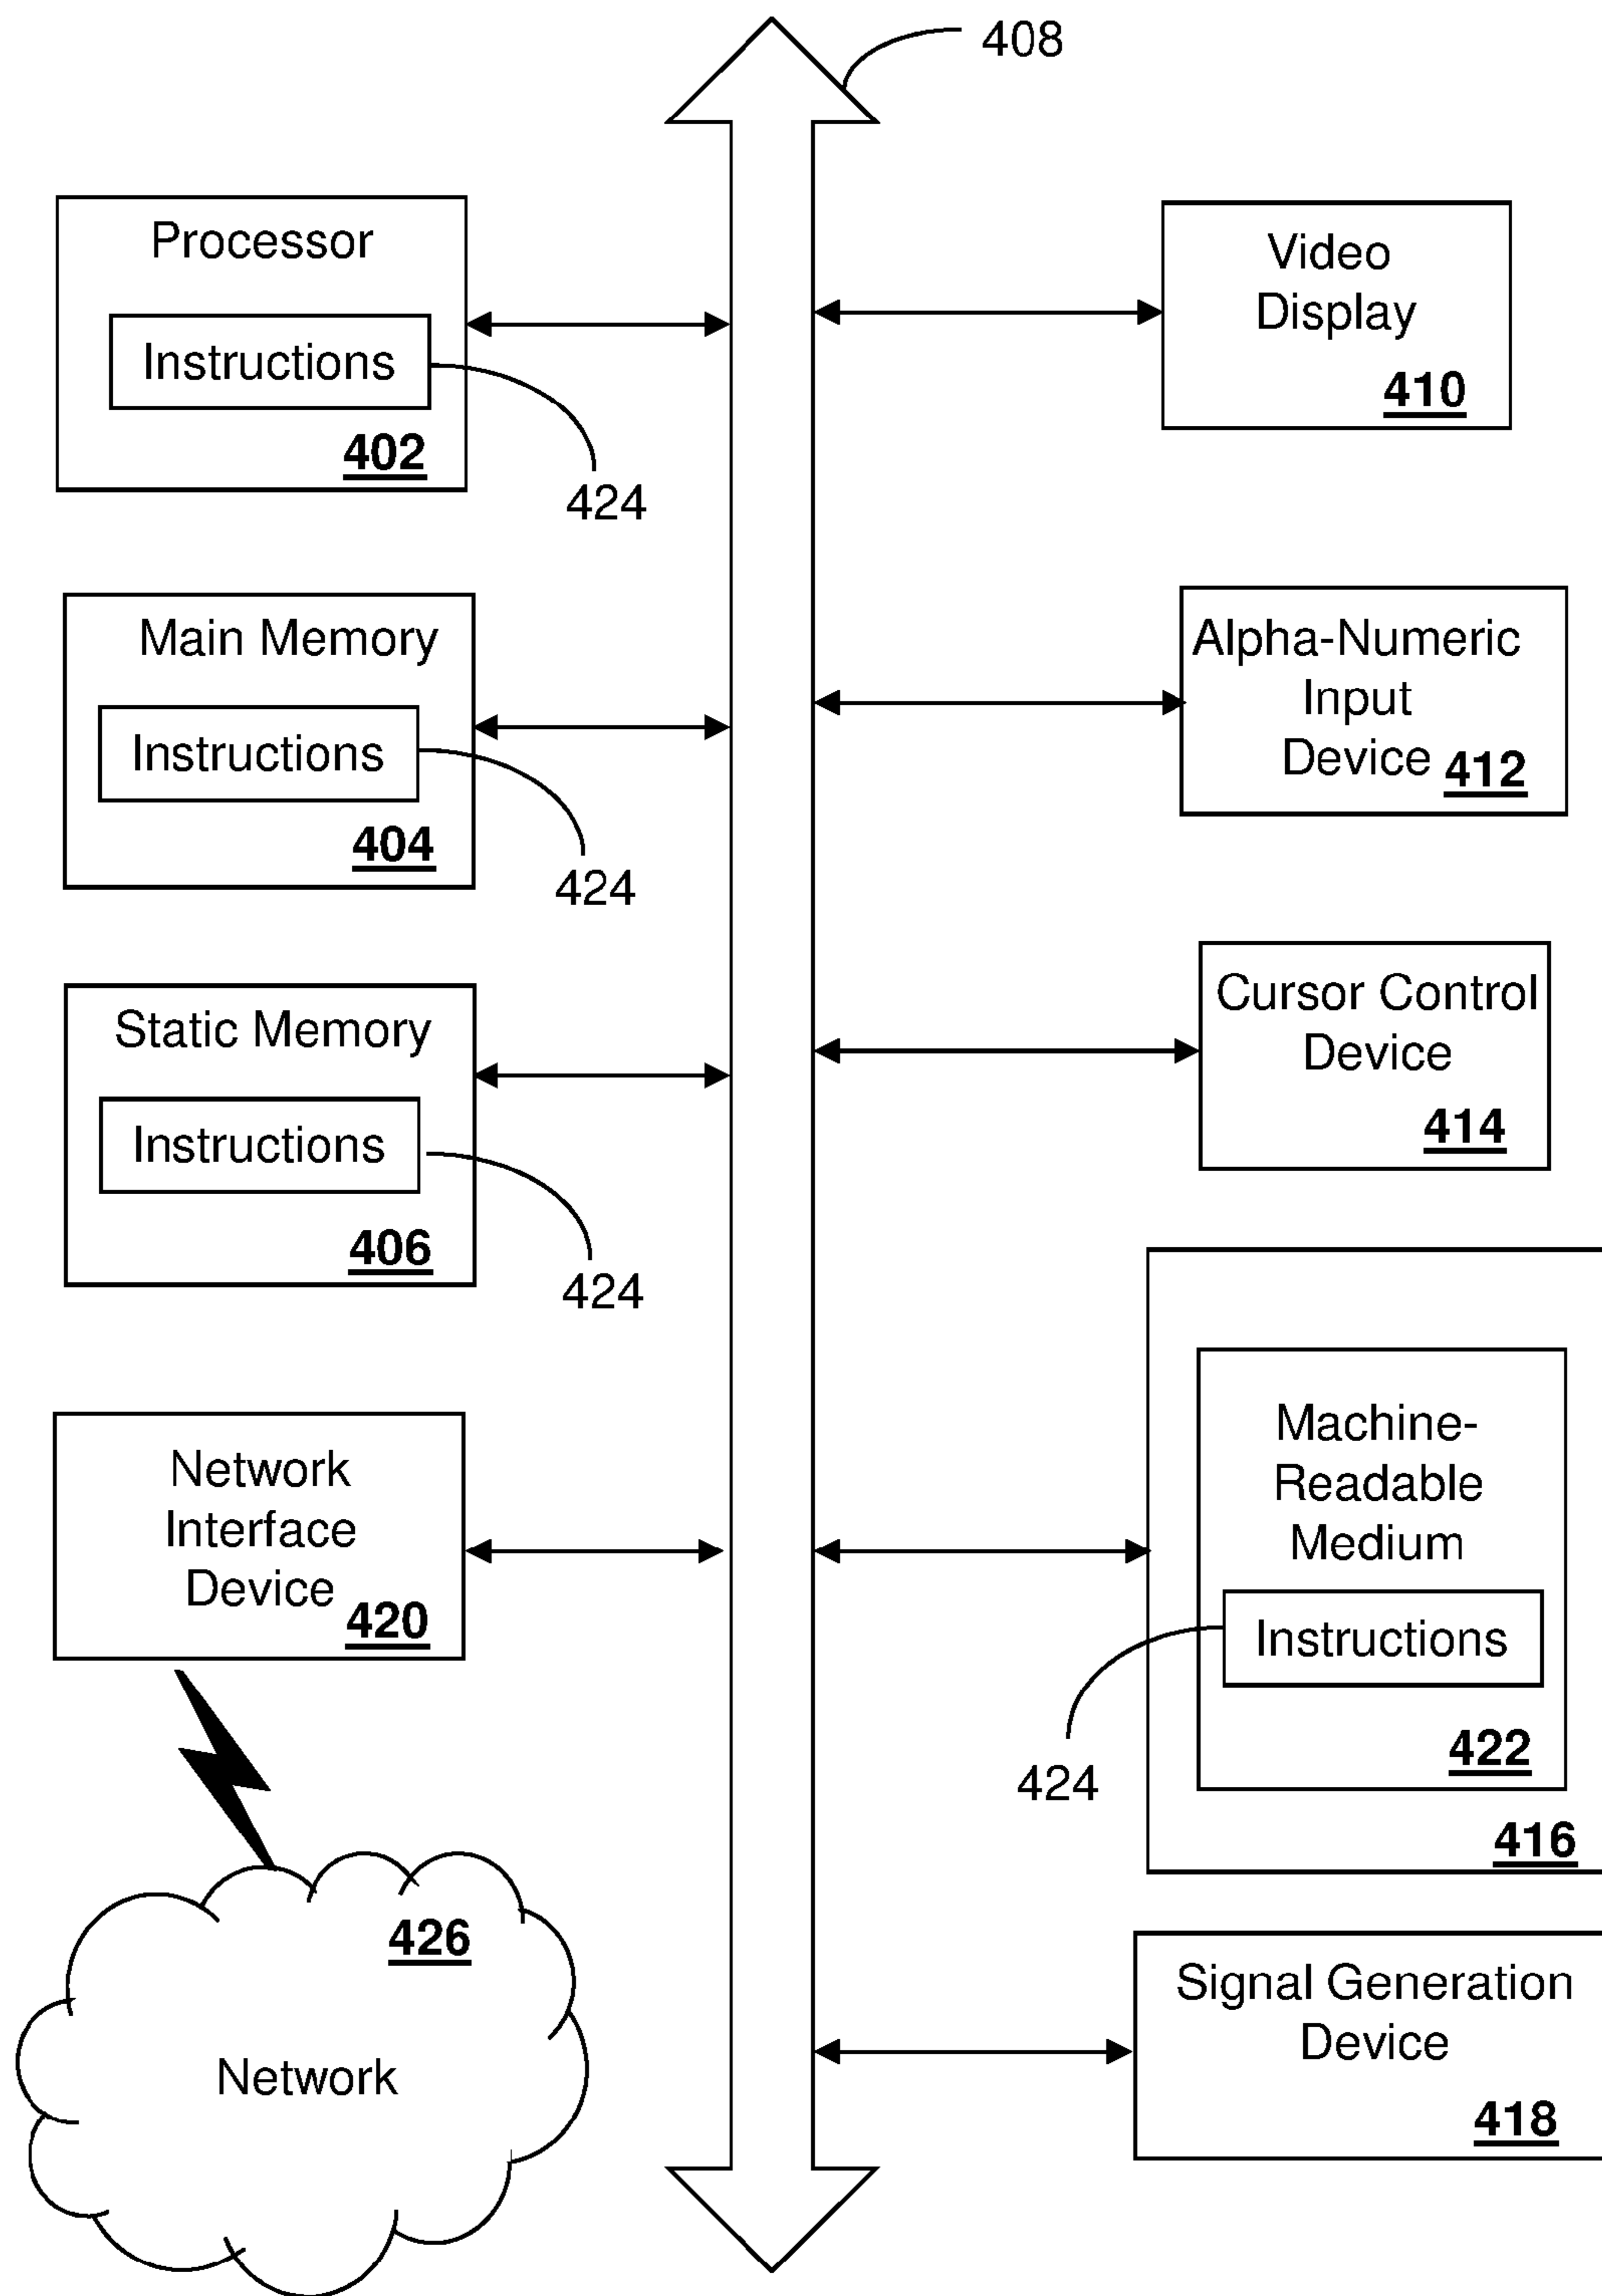 408
Processor
Instructions
402
424
Main Memory
Instructions
404
424
Static Memory
Instructions
406
424
Network
Interface
Device
420
426
Network
Video
Display
410
Alpha-Numeric
Input
Device
412
Cursor Control
Device
414
Machine-
Readable
Medium
Instructions
422
424
416
Signal Generation
Device
418